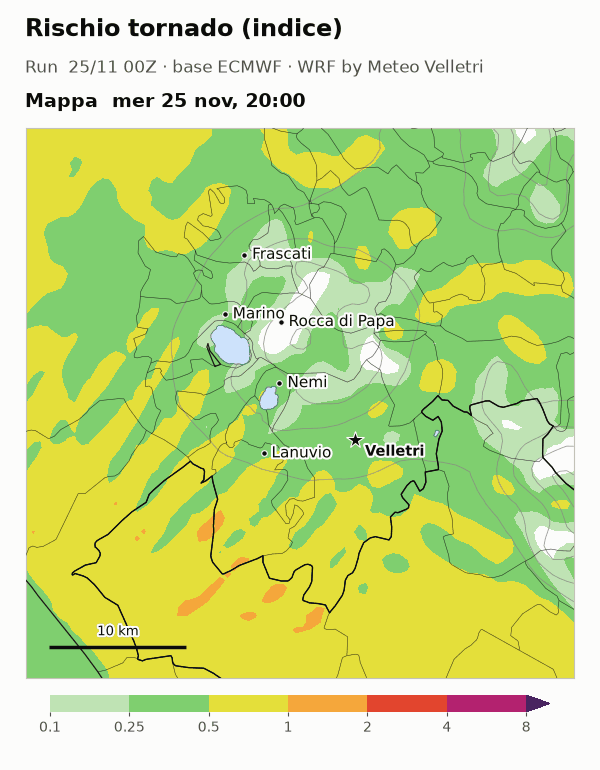 Rischio tornado (indice)
Run  25/11 00Z · base ECMWF · WRF by Meteo Velletri
Mappa  mer 25 nov, 20:00
Frascati
Marino
Rocca di Papa
Nemi
Velletri
Lanuvio
10 km
0.1 0.25 0.5 1 2 4 8